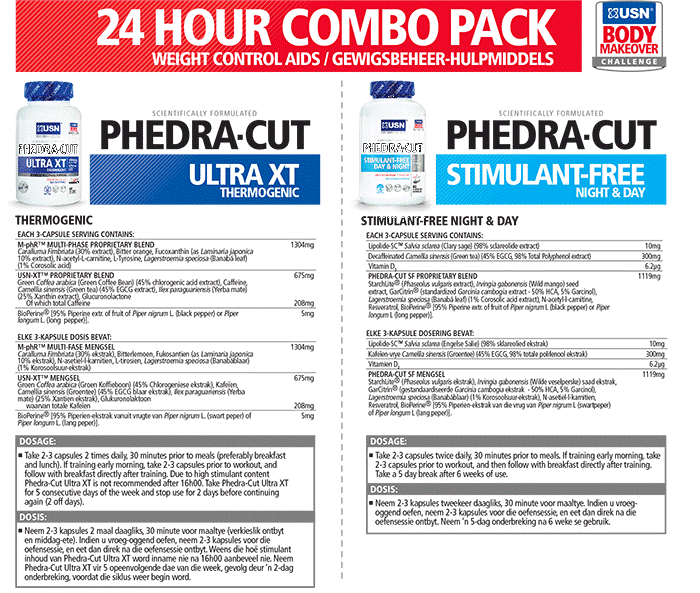 24 HOUR COMBO PACK
WEIGHT CONTROL AIDS / GEWIGSBEHEER-HULPMIDDELS
USN
BODY
MAKEOVER
CHALLENGE
SCIENTIFICALLY FORMULATED
PHEDRA-CUT
ULTRA XT
THERMOGENIC
USN
PHEDRA-CUT
ULTRA XT
THERMOGENIC
THERMOGENIC
EACH 3-CAPSULE SERVING CONTAINS:
M-phR™ MULTI-PHASE PROPRIETARY BLEND 1304mg
Caralluma Fimbriata (30% extract), Bitter orange, Fucoxanthin (as Laminaria japonica
10% extract), N-acetyl-L-carnitine, L-Tyrosine, Lagerstroemia speciosa (Banabá leaf)
(1% Corosolic acid)
USN-XT™ PROPRIETARY BLEND 675mg
Green Coffea arabica (Green Coffee Bean) (45% chlorogenic acid extract), Caffeine,
Camellia sinensis (Green tea) (45% EGCG extract), Ilex paraguariensis (Yerba mate)
(25% Xanthin extract), Glucuronolactone
Of which total Caffeine 208mg
BioPerine® [95% Piperine extr. of fruit of Piper nigrum L (black pepper) or Piper 5mg
longum L. (long pepper)].
ELKE 3-KAPSULE DOSIS BEVAT:
M-phR™ MULTI-FASE MENGSEL 1304mg
Caralluma Fimbriata (30% ekstrak), Bitterlemoen, Fukosantien (as Laminaria japonica
10% ekstrak), N-asetiel-l-karnitien, L-tirosien, Lagerstroemia speciosa (Banabáblaar)
(1% Korosoolsuur-ekstrak)
USN-XT™ MENGSEL 675mg
Green Coffea arabica (Green Koffieboon) (45% Chlorogeniese ekstrak), Kafeïen,
Camellia sinensis (Groentee) (45% EGCG blaar ekstrak), Ilex paraguariensis (Yerba
mate) (25% Xantien ekstrak), Glukuronolaktoon
waarvan totale Kafeïen 208mg
BioPerine® [95% Piperien-ekstrak vanuit vrugte van Piper nigrum L. (swart peper) of 5mg
Piper longum L. (lang peper)].
DOSAGE:
■ Take 2-3 capsules 2 times daily, 30 minutes prior to meals (preferably breakfast
and lunch). If training early morning, take 2-3 capsules prior to workout, and
follow with breakfast directly after training. Due to high stimulant content
Phedra-Cut Ultra XT is not recommended after 16h00. Take Phedra-Cut Ultra XT
for 5 consecutive days of the week and stop use for 2 days before continuing
again (2 off days).
DOSIS:
■ Neem 2-3 kapsules 2 maal daagliks, 30 minute voor maaltye (verkieslik ontbyt
en middag-ete). Indien u vroeg-oggend oefen, neem 2-3 kapsules voor die
oefensessie, en eet dan direk na die oefensessie ontbyt. Weens die hoë stimulant
inhoud van Phedra-Cut Ultra XT word inname nie na 16h00 aanbeveel nie. Neem
Phedra-Cut Ultra XT vir 5 opeenvolgende dae van die week, gevolg deur 'n 2-dag
onderbreking, voordat die siklus weer begin word.
SCIENTIFICALLY FORMULATED
PHEDRA-CUT
STIMULANT-FREE
NIGHT & DAY
USN
PHEDRA-CUT
STIMULANT-FREE
DAY & NIGHT
STIMULANT-FREE NIGHT & DAY
EACH 3-CAPSULE SERVING CONTAINS:
Lipolide-SC™ Salvia sclarea (Clary sage) (98% sclareolide extract) 10mg
Decaffeinated Camellia sinensis (Green tea) (45% EGCG, 98% Total Polyphenol extract) 300mg
Vitamin D3 6.2µg
PHEDRA-CUT SF PROPRIETARY BLEND 1119mg
StarchLite® (Phaseolus vulgaris extract), Irvingia gabonensis (Wild mango) seed
extract, GarCitrin® (standardized Garcinia cambogia extract - 50% HCA, 5% Garcinol),
Lagerstroemia speciosa (Banabá leaf) (1% Corosolic acid extract), N-acetyl-l-carnitine,
Resveratrol, BioPerine® [95% Piperine extr. of fruit of Piper nigrum L (black pepper) or Piper
longum L (long pepper)].
ELKE 3-KAPSULE DOSERING BEVAT:
Lipolide-SC™ Salvia sclarea (Engelse Salie) (98% sklareolied ekstrak) 10mg
Kafeïen-vrye Camellia sinensis (Groentee) (45% EGCG, 98% totale polifenol ekstrak) 300mg
Vitamien D3 6.2µg
PHEDRA-CUT SF MENGSEL 1119mg
StarchLite® (Phaseolus vulgaris ekstrak), Irvingia gabonensis (Wilde veselperske) saad ekstrak,
GarCitrin® (gestandardiseerde Garcinia cambogia ekstrak - 50% HCA, 5% Garcinol),
Lagerstroemia speciosa (Banabáblaar) (1% Korosoolsuur-ekstrak), N-asetiel-l-karnitien,
Resveratrol, BioPerine® [95% Piperien-ekstrak van die vrug van Piper nigrum L (swartpeper)
of Piper longum L (lang peper)].
DOSAGE:
■ Take 2-3 capsules twice daily, 30 minutes prior to meals. If training early morning, take
2-3 capsules prior to workout, and then follow with breakfast directly after training.
Take a 5 day break after 6 weeks of use.
DOSIS:
■ Neem 2-3 kapsules tweekeer daagliks, 30 minute voor maaltye. Indien u vroeg-
oggend oefen, neem 2-3 kapsules voor die oefensessie, en eet dan direk na die
oefensessie ontbyt. Neem 'n 5-dag onderbreking na 6 weke se gebruik.